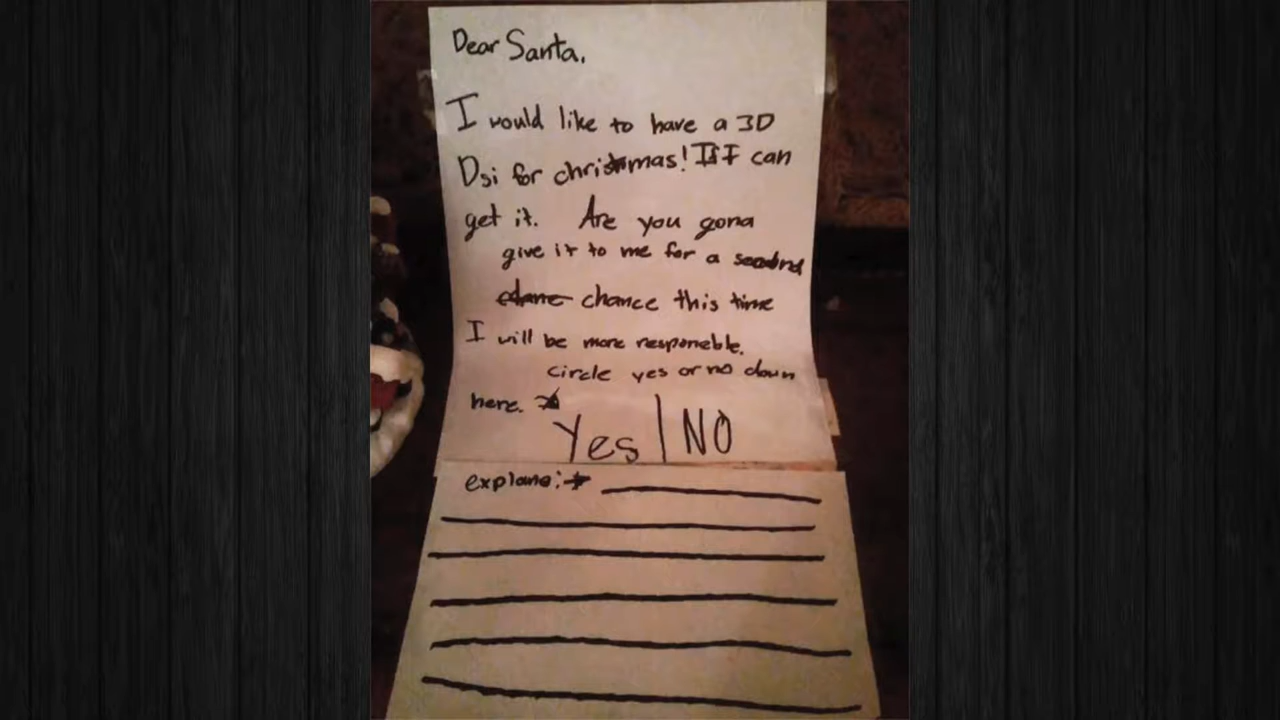 Dear Santa,
I would like to have a 3D
Dsi for christmas! If I can
get it. Are you gona
give it to me for a second
chance this time
I will be more responeble.
circle yes or no down
here.
Yes | NO
explane: